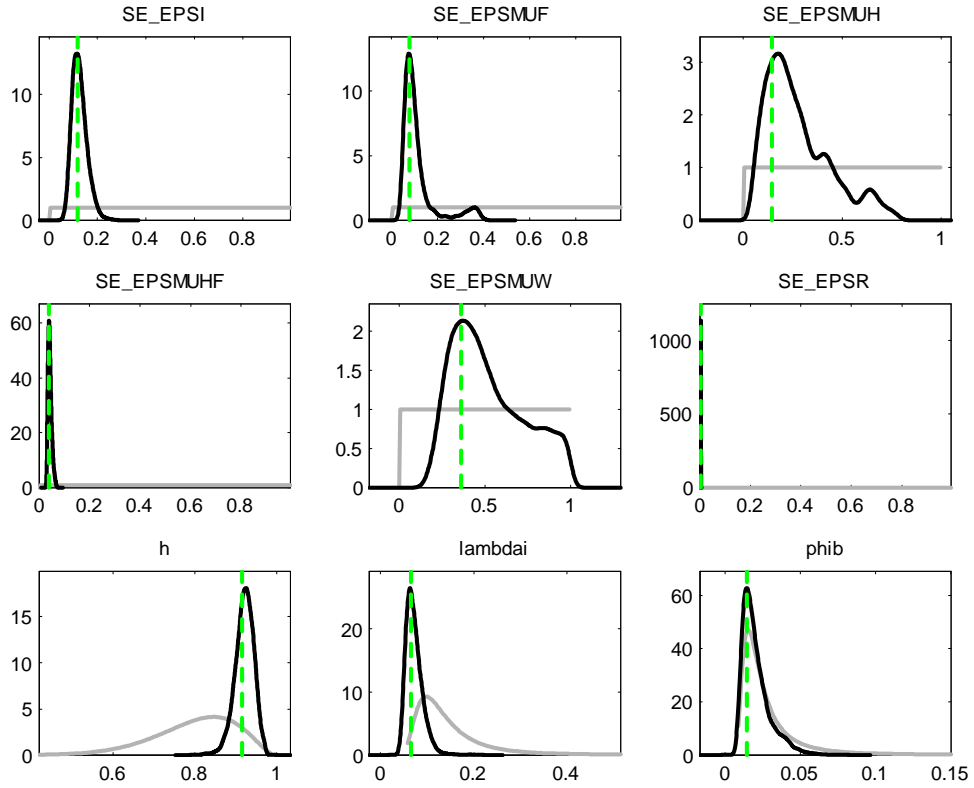 SE_EPSI
SE_EPSMUF
SE_EPSMUH
10
5
0
0 0.2 0.4 0.6 0.8
10
5
0
0 0.2 0.4 0.6 0.8
3
2
1
0
0 0.5 1
SE_EPSMUHF
SE_EPSMUW
SE_EPSR
60
40
20
0
0 0.2 0.4 0.6 0.8
2
1.5
1
0.5
0
0 0.5 1
1000
500
0
0.2 0.4 0.6 0.8
h
lambdai
phib
15
10
5
0
0.6 0.8 1
20
10
0
0 0.2 0.4
60
40
20
0
0 0.05 0.1 0.15